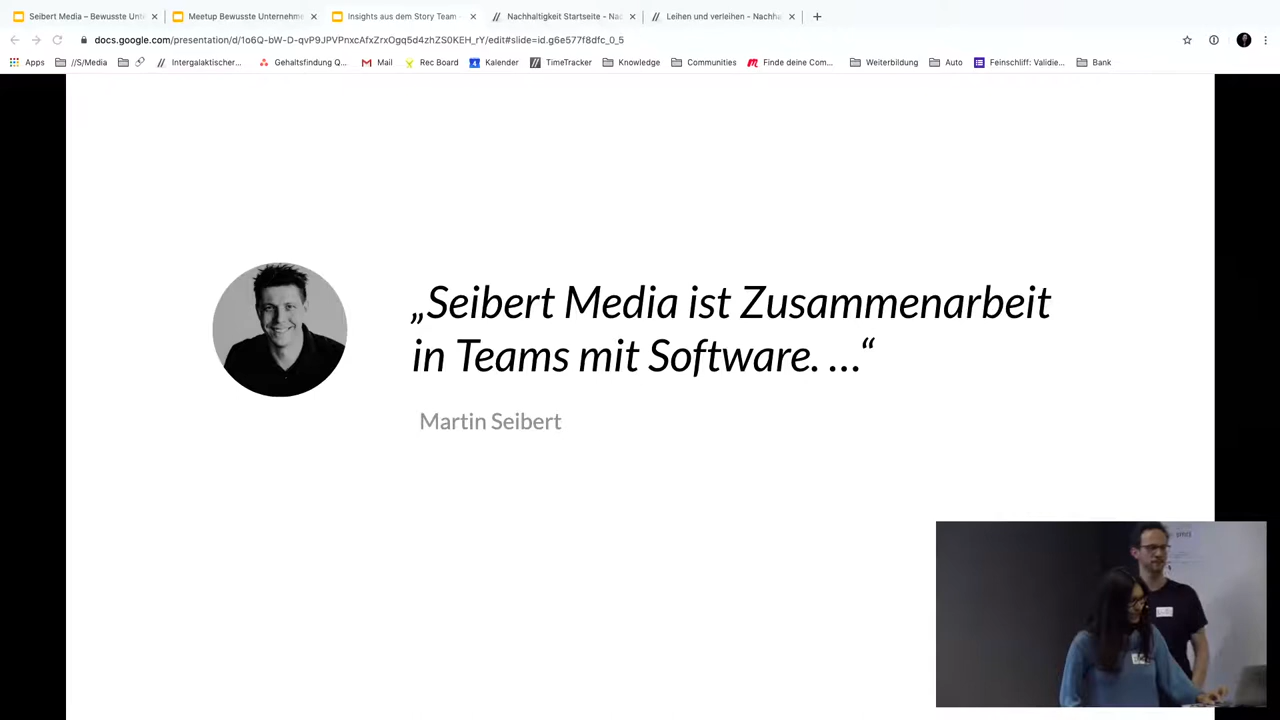 Seibert Media – Bewusste Unt
Meetup Bewusste Unternehm
Insights aus dem Story Team -
Nachhaltigkeit Startseite - Nac
Leihen und verleihen - Nachha
docs.google.com/presentation/d/1o6Q-bW-D-qvP9JPVPnxcAfxZrxOgq5d4zhZS0KEH_rY/edit#slide=id.g6e577f8dfc_0_5
Apps //S/Media Intergalaktischer... Gehaltsfindung Q... Mail Rec Board Kalender TimeTracker Knowledge Communities Finde deine Com... Weiterbildung Auto Feinschliff: Validie... Bank
„Seibert Media ist Zusammenarbeit
in Teams mit Software. …“
Martin Seibert